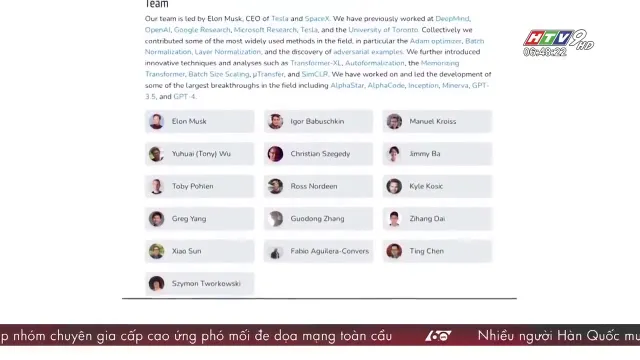 Team
Our team is led by Elon Musk, CEO of Tesla and SpaceX. We have previously worked at DeepMind,
OpenAI, Google Research, Microsoft Research, Tesla, and the University of Toronto. Collectively we
contributed some of the most widely used methods in the field, in particular the Adam optimizer, Batch
Normalization, Layer Normalization, and the discovery of adversarial examples. We further introduced
innovative techniques and analyses such as Transformer-XL, Autoformalization, the Memorizing
Transformer, Batch Size Scaling, μTransfer, and SimCLR. We have worked on and led the development of
some of the largest breakthroughs in the field including AlphaStar, AlphaCode, Inception, Minerva, GPT-
3.5, and GPT-4.
HTV9 HD
06:48:22
Elon Musk
Igor Babuschkin
Manuel Kroiss
Yuhuai (Tony) Wu
Christian Szegedy
Jimmy Ba
Toby Pohlen
Ross Nordeen
Kyle Kosic
Greg Yang
Guodong Zhang
Zihang Dai
Xiao Sun
Fabio Aguilera-Convers
Ting Chen
Szymon Tworkowski
p nhóm chuyên gia cấp cao ứng phó mối đe dọa mạng toàn cầu
60
Nhiều người Hàn Quốc mu